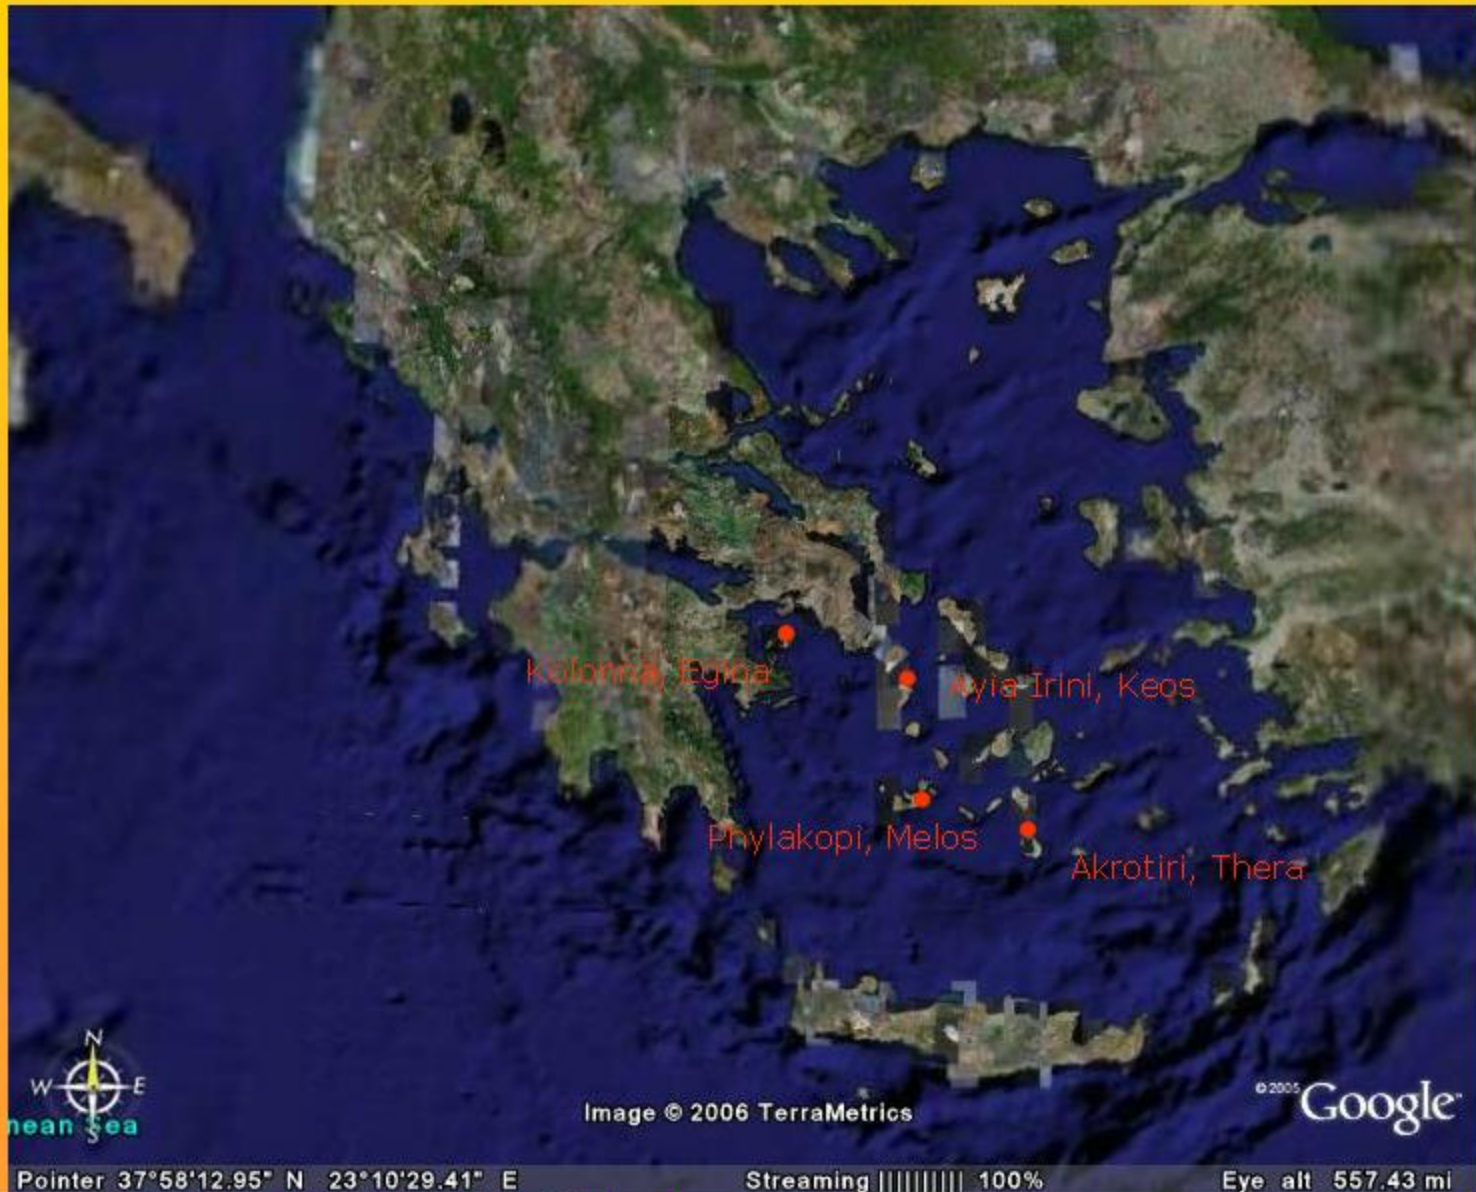 Kolonna, Egina
Ayia Irini, Keos
Phylakopi, Melos
Akrotiri, Thera
N
W E
S
nean Sea
Image © 2006 TerraMetrics
©2005 Google™
Pointer 37°58'12.95" N 23°10'29.41" E Streaming |||||||||| 100% Eye alt 557.43 mi